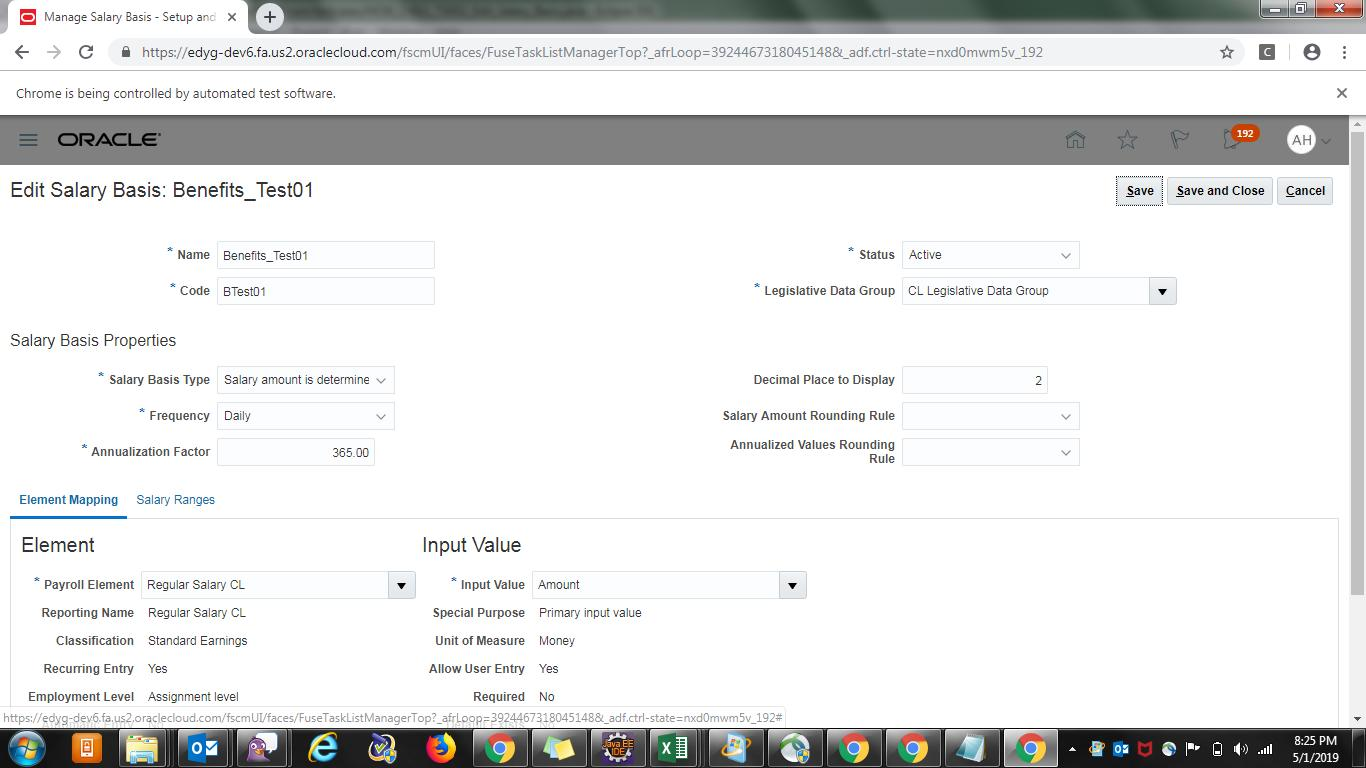 Manage Salary Basis - Setup and
https://edyg-dev6.fa.us2.oraclecloud.com/fscmUI/faces/FuseTaskListManagerTop?_afrLoop=3924467318045148&_adf.ctrl-state=nxd0mwm5v_192
C
Chrome is being controlled by automated test software.
ORACLE
192
AH
Edit Salary Basis: Benefits_Test01
Save
Save and Close
Cancel
* Name Benefits_Test01
* Status Active
* Code BTest01
* Legislative Data Group CL Legislative Data Group
Salary Basis Properties
* Salary Basis Type Salary amount is determine
Decimal Place to Display 2
* Frequency Daily
Salary Amount Rounding Rule
* Annualization Factor 365.00
Annualized Values Rounding
Rule
Element Mapping
Salary Ranges
Element
Input Value
* Payroll Element Regular Salary CL
* Input Value Amount
Reporting Name Regular Salary CL
Special Purpose Primary input value
Classification Standard Earnings
Unit of Measure Money
Recurring Entry Yes
Allow User Entry Yes
Employment Level Assignment level
Required No
https://edyg-dev6.fa.us2.oraclecloud.com/fscmUI/faces/FuseTaskListManagerTop?_afrLoop=3924467318045148&_adf.ctrl-state=nxd0mwm5v_192#
Java EE
IDE
8:25 PM
5/1/2019